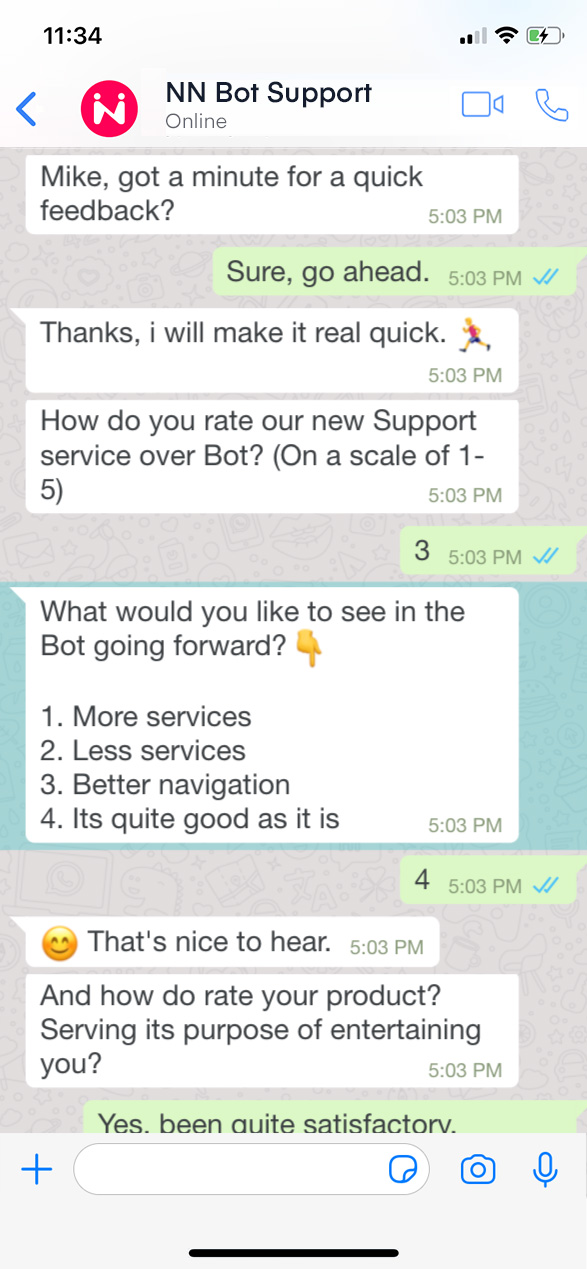 11:34
NN Bot Support
Online
Mike, got a minute for a quick
feedback?
5:03 PM
Sure, go ahead. 5:03 PM
Thanks, i will make it real quick. 🏃
5:03 PM
How do you rate our new Support
service over Bot? (On a scale of 1-
5)
5:03 PM
3 5:03 PM
What would you like to see in the
Bot going forward? 👇
1. More services
2. Less services
3. Better navigation
4. Its quite good as it is
5:03 PM
4 5:03 PM
😊 That's nice to hear. 5:03 PM
And how do rate your product?
Serving its purpose of entertaining
you?
5:03 PM
Yes, been quite satisfactory.